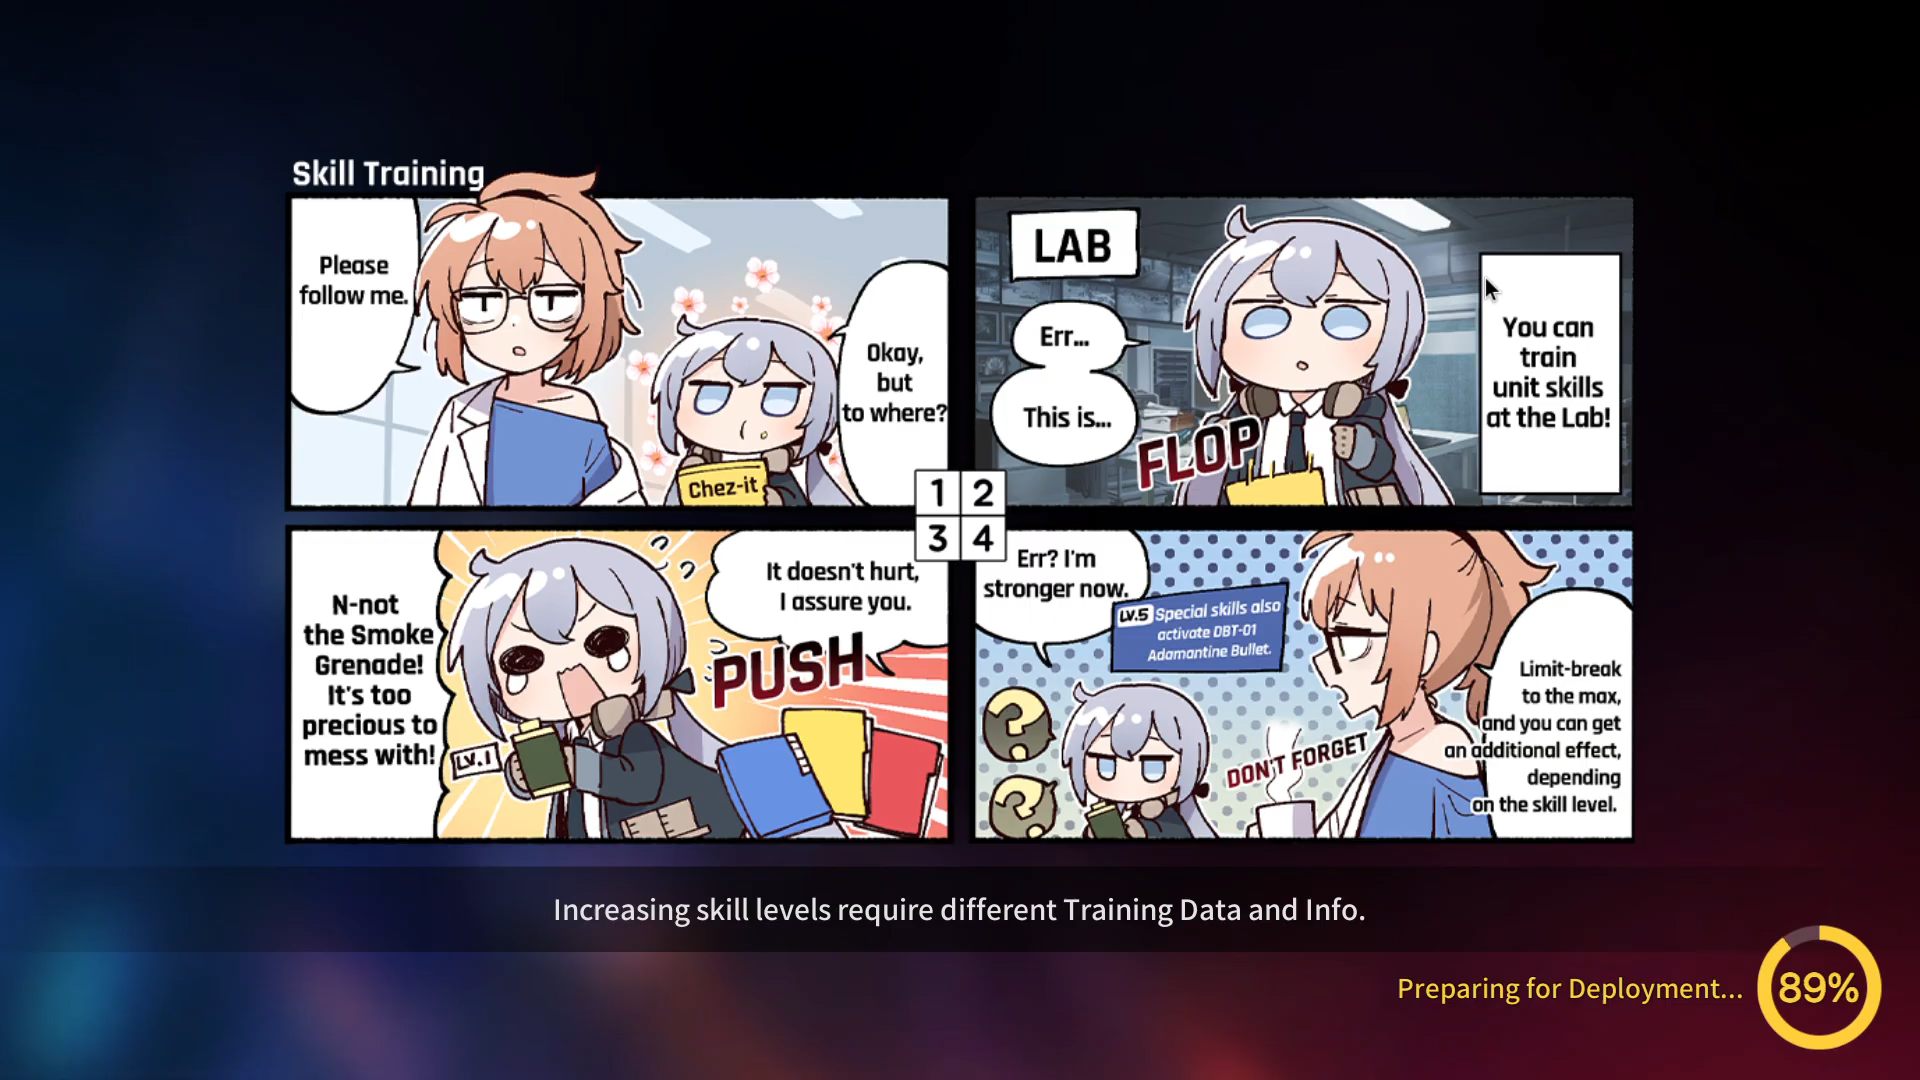 Skill Training
Please
follow me.
Okay,
but
to where?
Chez-it
LAB
Err...
This is...
FLOP
You can
train
unit skills
at the Lab!
1 2
3 4
N-not
the Smoke
Grenade!
It's too
precious to
mess with!
LV.1
It doesn't hurt,
I assure you.
PUSH
Err? I'm
stronger now.
LV.5 Special skills also
activate DBT-01
Adamantine Bullet.
? 
?
DON'T FORGET
Limit-break
to the max,
and you can get
an additional effect,
depending
on the skill level.
Increasing skill levels require different Training Data and Info.
Preparing for Deployment...
89%